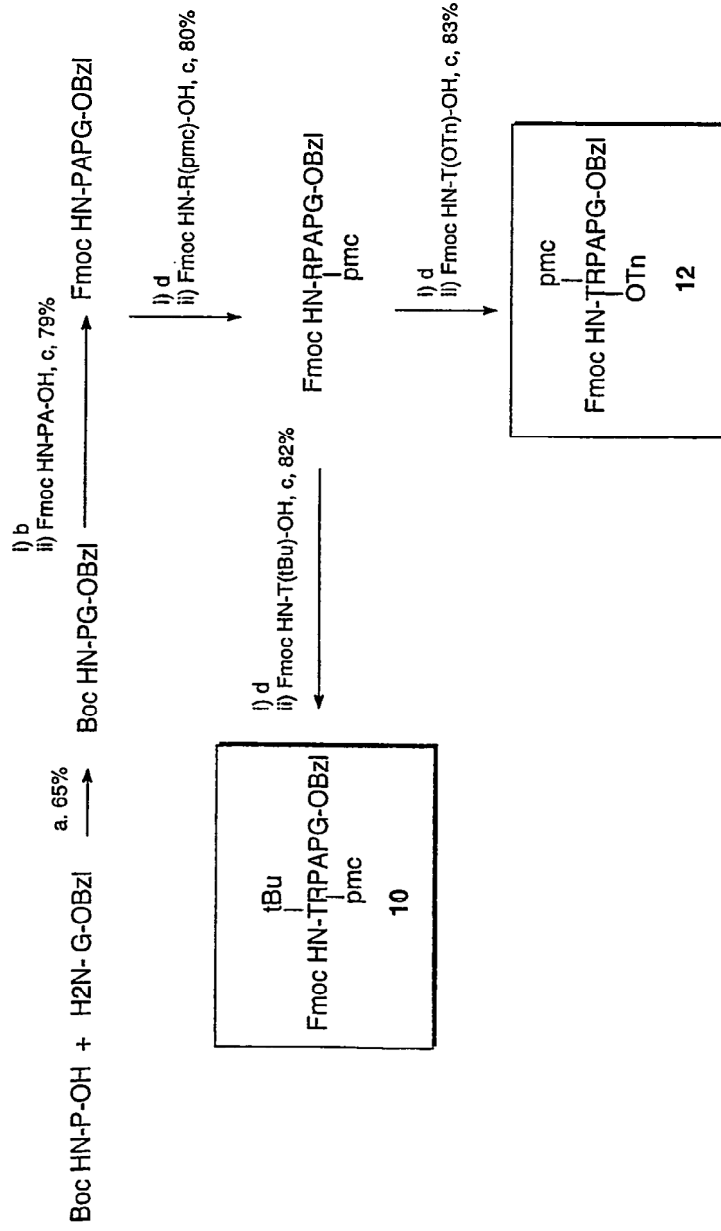 Boc HN-P-OH + H2N- G-OBzl
a. 65%
Boc HN-PG-OBzl
i) b
ii) Fmoc HN-PA-OH, c, 79%
Fmoc HN-PAPG-OBzl
i) d
ii) Fmoc HN-R(pmc)-OH, c, 80%
Fmoc HN-RPAPG-OBzl
pmc
i) d
ii) Fmoc HN-T(tBu)-OH, c, 82%
tBu
Fmoc HN-TRPAPG-OBzl
pmc
10
i) d
ii) Fmoc HN-T(OTn)-OH, c, 83%
pmc
Fmoc HN-TRPAPG-OBzl
OTn
12